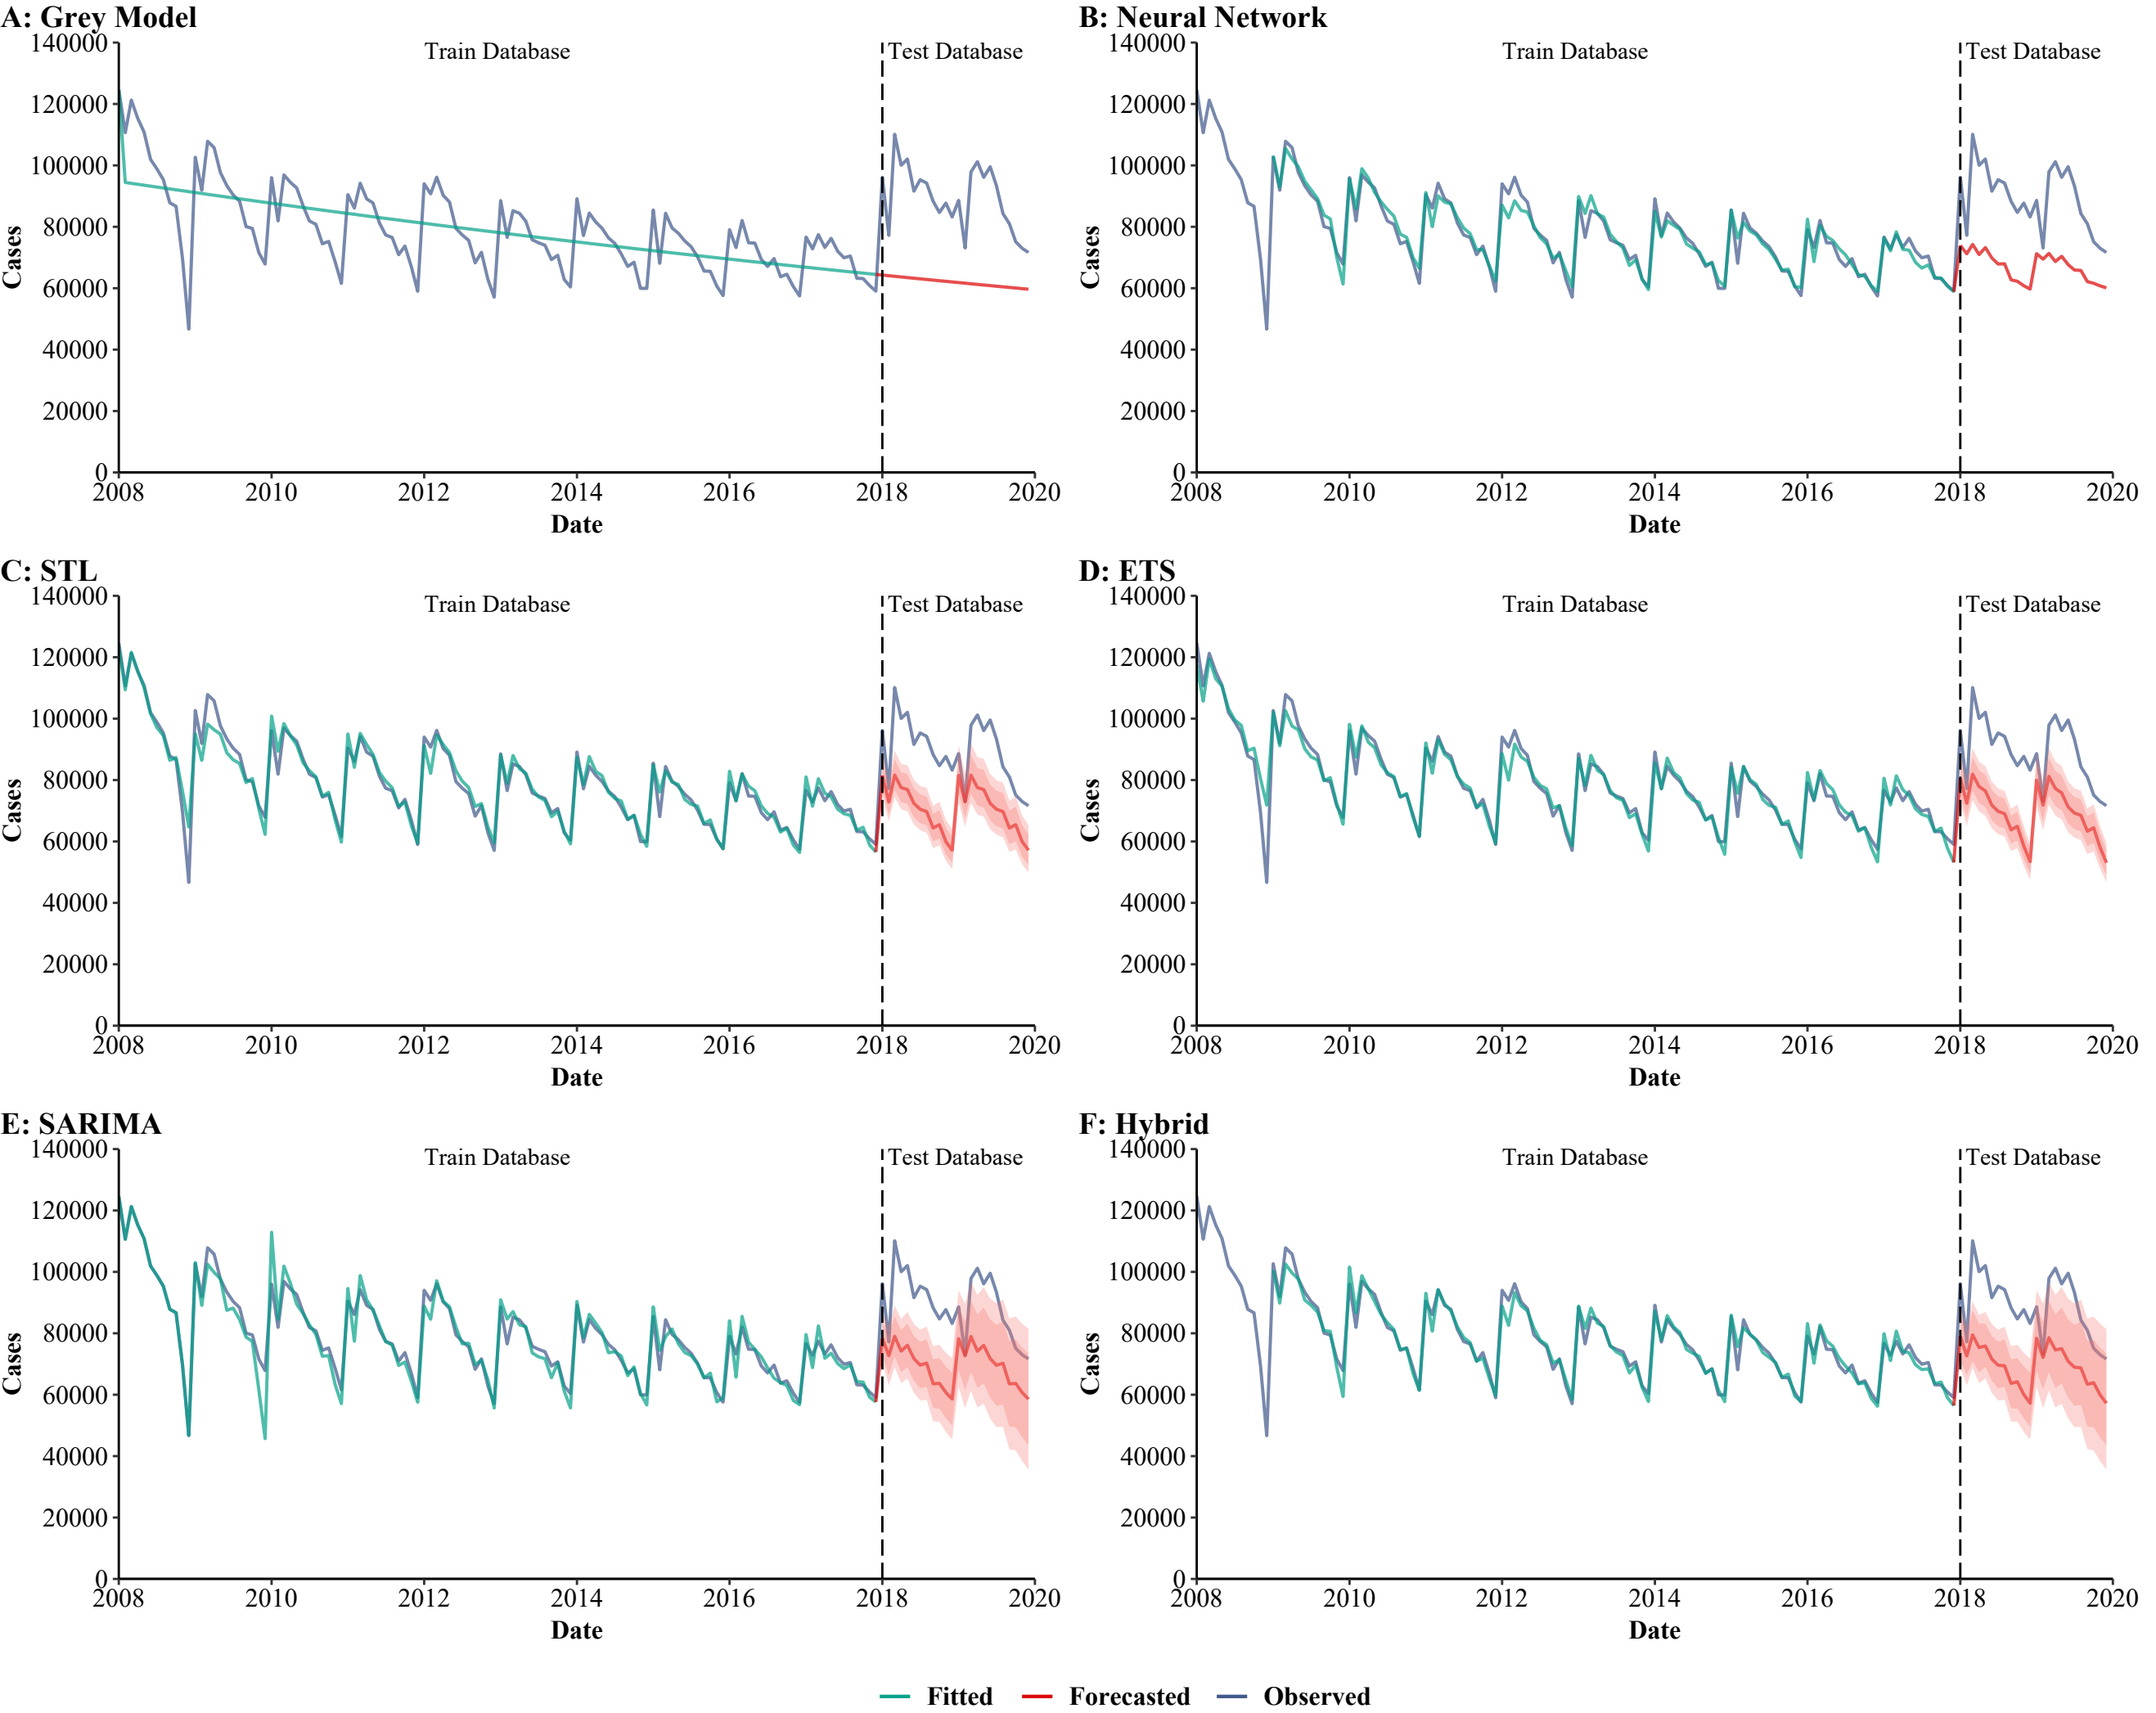 A: Grey Model
140000
120000
100000
80000
60000
40000
20000
0
Cases
Train Database
Test Database
2008 2010 2012 2014 2016 2018 2020
Date
B: Neural Network
140000
120000
100000
80000
60000
40000
20000
0
Cases
Train Database
Test Database
2008 2010 2012 2014 2016 2018 2020
Date
C: STL
140000
120000
100000
80000
60000
40000
20000
0
Cases
Train Database
Test Database
2008 2010 2012 2014 2016 2018 2020
Date
D: ETS
140000
120000
100000
80000
60000
40000
20000
0
Cases
Train Database
Test Database
2008 2010 2012 2014 2016 2018 2020
Date
E: SARIMA
140000
120000
100000
80000
60000
40000
20000
0
Cases
Train Database
Test Database
2008 2010 2012 2014 2016 2018 2020
Date
F: Hybrid
140000
120000
100000
80000
60000
40000
20000
0
Cases
Train Database
Test Database
2008 2010 2012 2014 2016 2018 2020
Date
Fitted Forecasted Observed